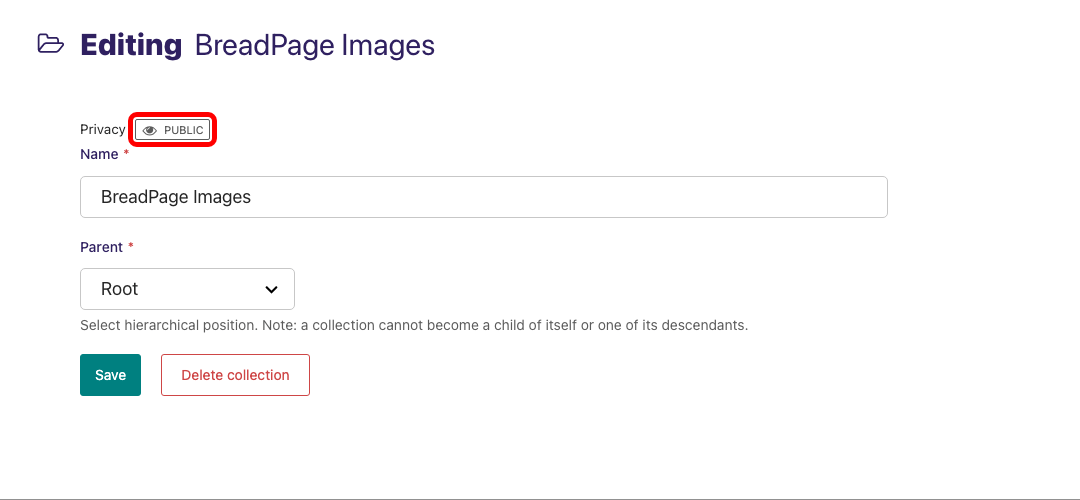 Editing BreadPage Images
Privacy PUBLIC
Name *
BreadPage Images
Parent *
Root
Select hierarchical position. Note: a collection cannot become a child of itself or one of its descendants.
Save Delete collection